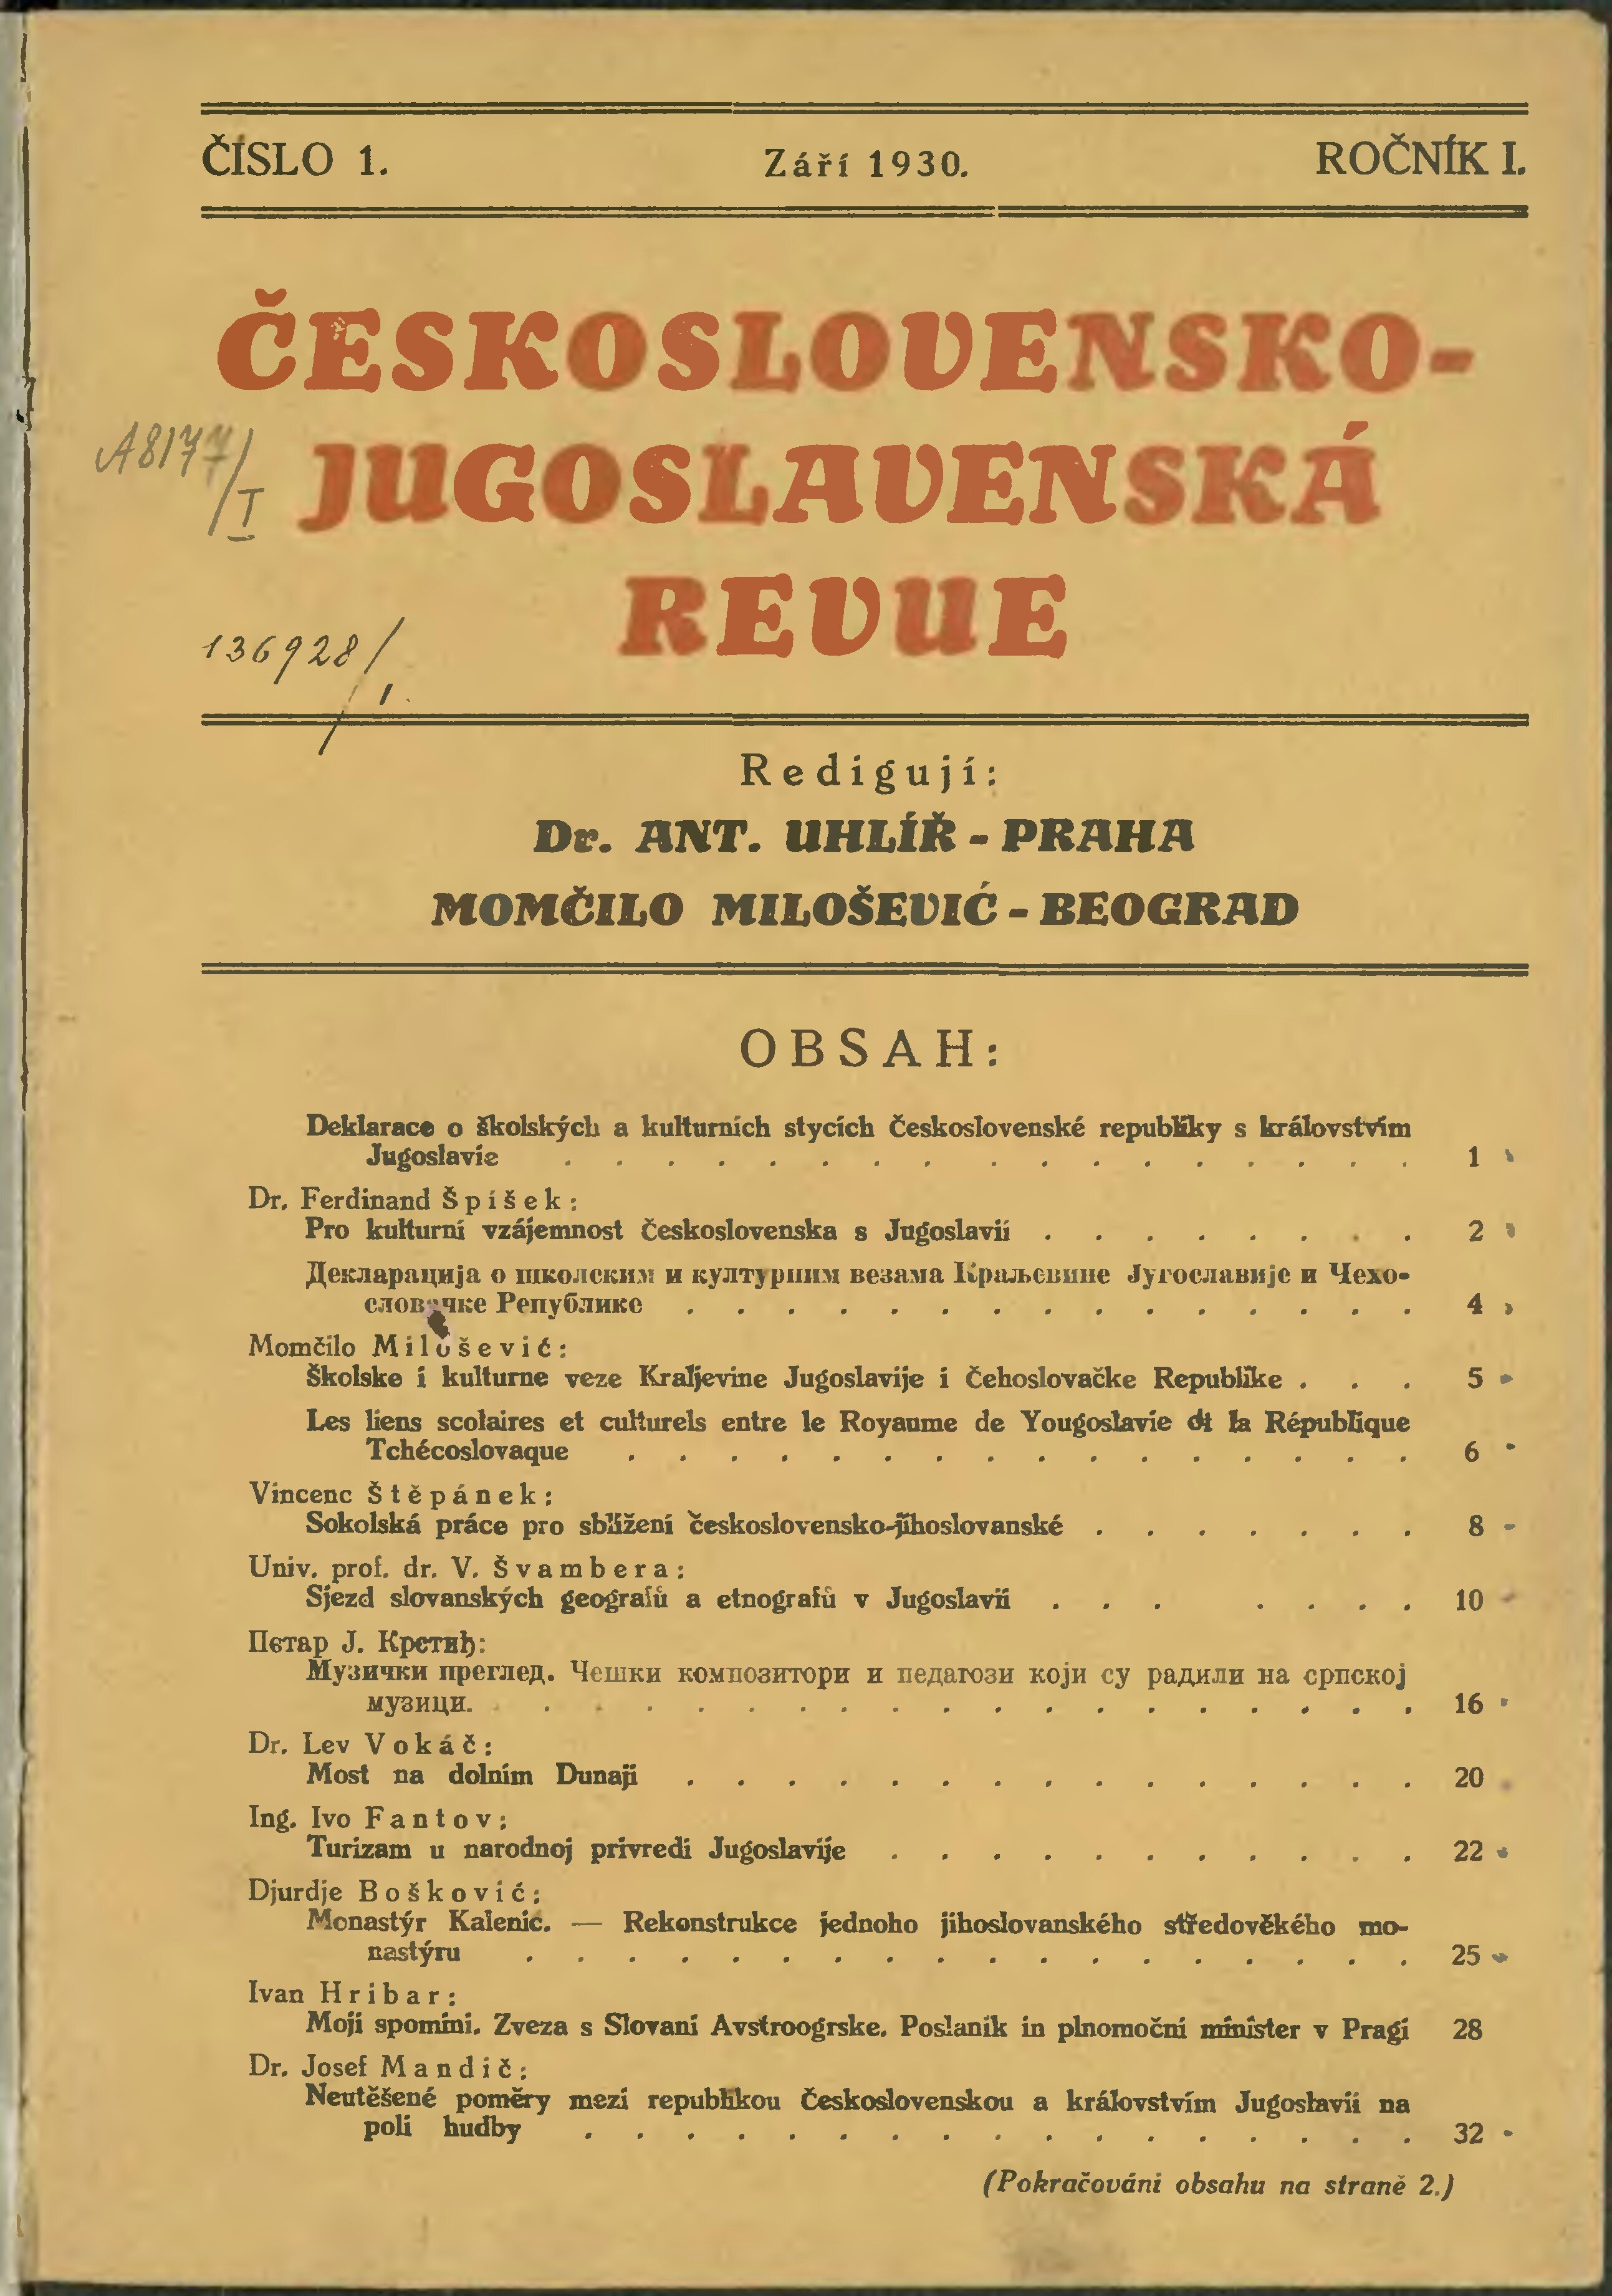 ČÍSLO 1.
Září 1930.
ROČNÍK I.
ČESKOSLOVENSKO-
JUGOSLAVENSKÁ
REVUE
A8177/I
136928/I.
Redigují:
Dr. ANT. UHLÍŘ - PRAHA
MOMČILO MILOŠEVIĆ - BEOGRAD
OBSAH:
Deklarace o školských a kulturních stycích Československé republiky s královstvím
Jugoslavie . . . . . . . . . . . . . . . . . 1
Dr. Ferdinand Špíšek:
Pro kulturní vzájemnost Československa s Jugoslavií . . . . . . . . 2
Декларација о школским и културним везама Краљевине Југославије и Чехо-
словачке Републике . . . . . . . . . . . . . . . 4
Momčilo Milošević:
Školske i kulturne veze Kraljevine Jugoslavije i Čehoslovačke Republike . . . 5
Les liens scolaires et culturels entre le Royaume de Yougoslavie et la République
Tchécoslovaque . . . . . . . . . . . . . . . . 6
Vincenc Štěpánek:
Sokolská práce pro sblížení československo-jihoslovanské . . . . . . . 8
Univ. prof. dr. V. Švambera:
Sjezd slovanských geografů a etnografů v Jugoslavii . . . . . . . 10
Петар Ј. Крстић:
Музички преглед. Чешки композитори и педагози који су радили на српској
музици. . . . . . . . . . . . . . . . . . . 16
Dr. Lev Vokáč:
Most na dolním Dunaji . . . . . . . . . . . . . . . 20
Ing. Ivo Fantov:
Turizam u narodnoj privredi Jugoslavije . . . . . . . . . . . 22
Djurdje Bošković:
Monastýr Kalenić. — Rekonstrukce jednoho jihoslovanského středověkého mo-
nastýru . . . . . . . . . . . . . . . . . . 25
Ivan Hribar:
Moji spomini. Zveza s Slovani Avstroogrske. Poslanik in plnomoční minister v Pragi 28
Dr. Josef Mandič:
Neutěšené poměry mezi republikou Československou a královstvím Jugoslavií na
poli hudby . . . . . . . . . . . . . . . . . 32
(Pokračováni obsahu na straně 2.)